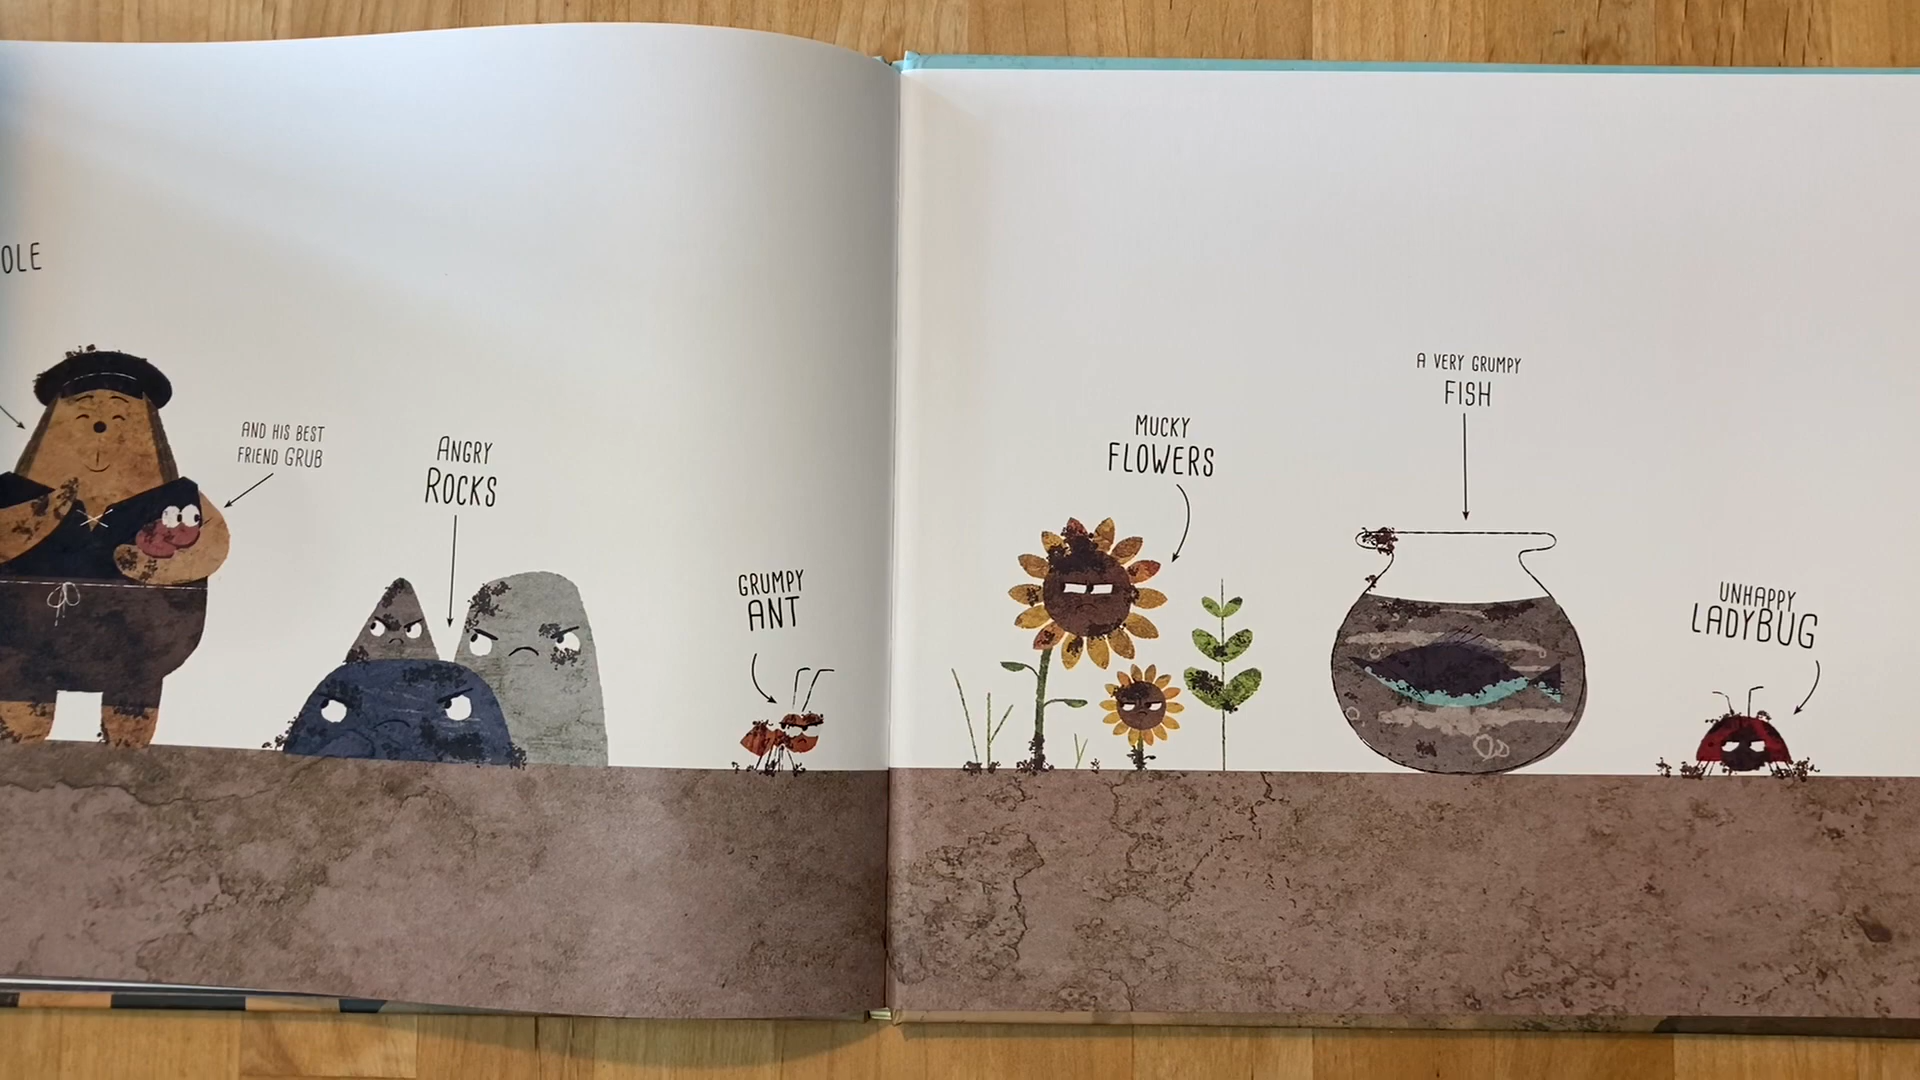 OLE
AND HIS BEST
FRIEND GRUB
ANGRY
ROCKS
GRUMPY
ANT
MUCKY
FLOWERS
A VERY GRUMPY
FISH
UNHAPPY
LADYBUG